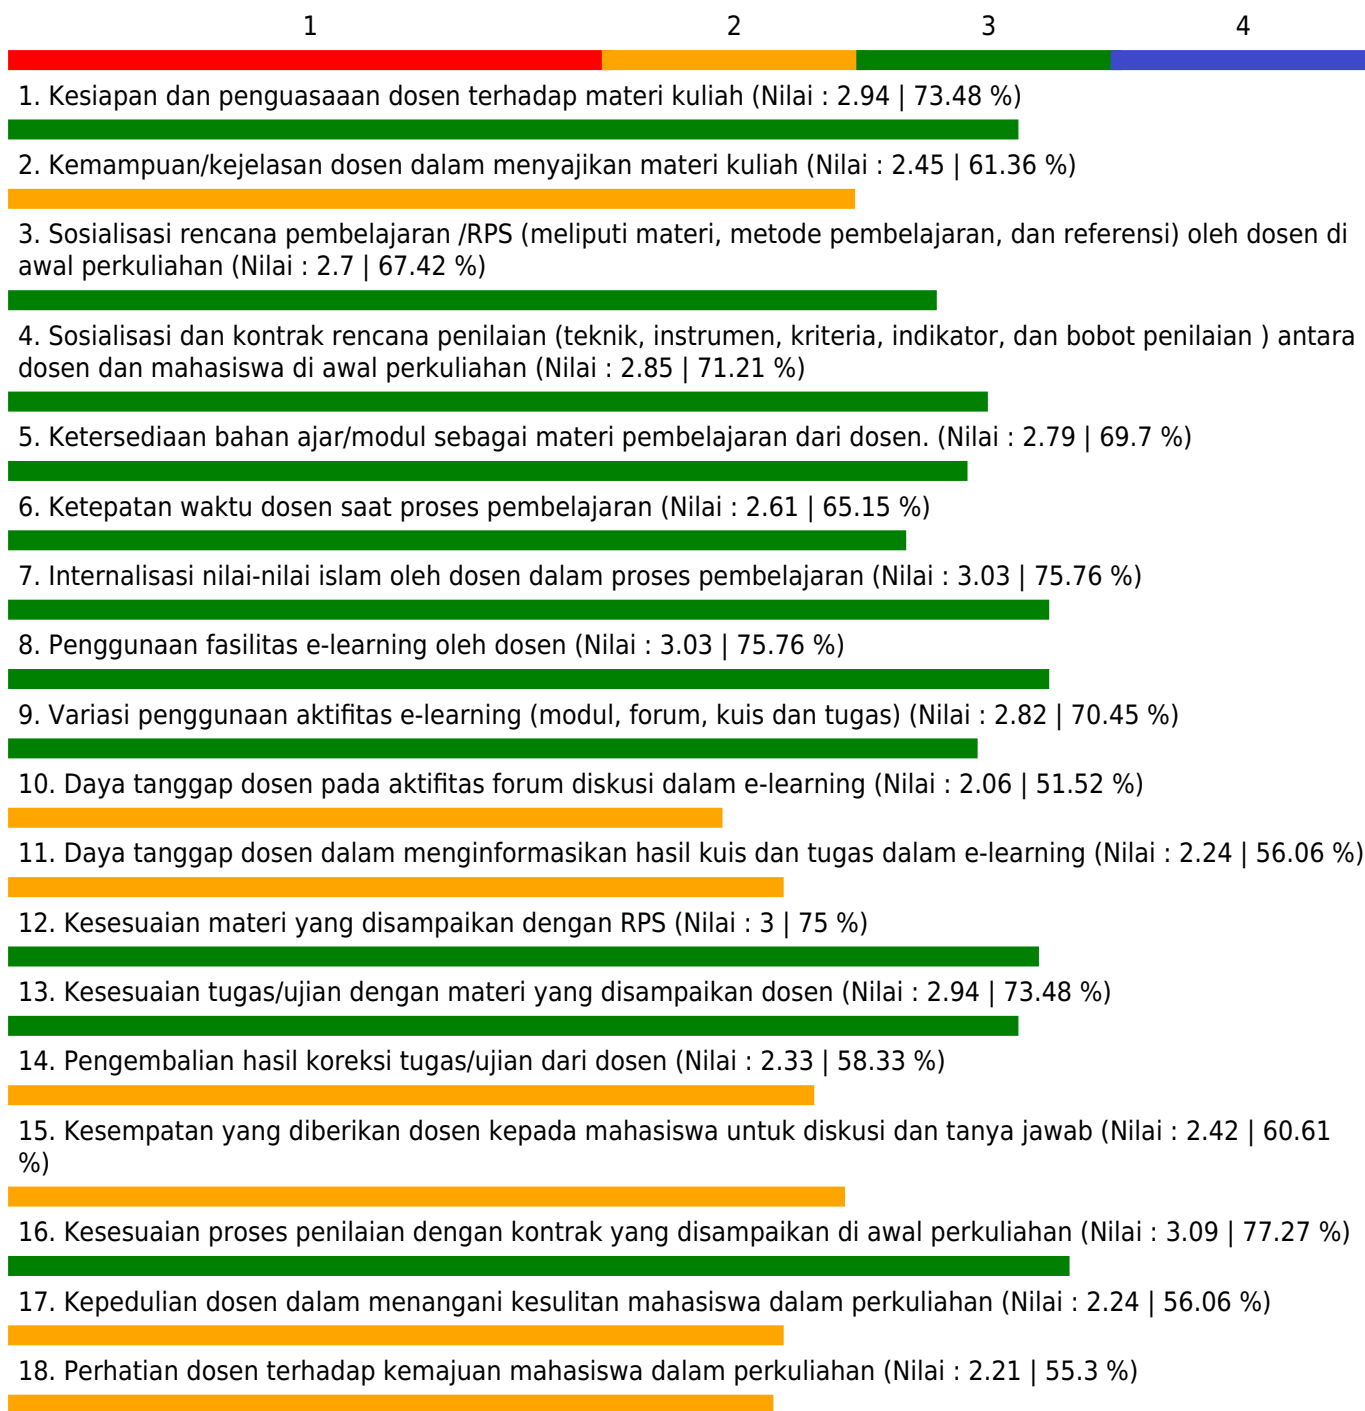 1 2 3 4
1. Kesiapan dan penguasaaan dosen terhadap materi kuliah (Nilai : 2.94 | 73.48 %)
2. Kemampuan/kejelasan dosen dalam menyajikan materi kuliah (Nilai : 2.45 | 61.36 %)
3. Sosialisasi rencana pembelajaran /RPS (meliputi materi, metode pembelajaran, dan referensi) oleh dosen di
awal perkuliahan (Nilai : 2.7 | 67.42 %)
4. Sosialisasi dan kontrak rencana penilaian (teknik, instrumen, kriteria, indikator, dan bobot penilaian ) antara
dosen dan mahasiswa di awal perkuliahan (Nilai : 2.85 | 71.21 %)
5. Ketersediaan bahan ajar/modul sebagai materi pembelajaran dari dosen. (Nilai : 2.79 | 69.7 %)
6. Ketepatan waktu dosen saat proses pembelajaran (Nilai : 2.61 | 65.15 %)
7. Internalisasi nilai-nilai islam oleh dosen dalam proses pembelajaran (Nilai : 3.03 | 75.76 %)
8. Penggunaan fasilitas e-learning oleh dosen (Nilai : 3.03 | 75.76 %)
9. Variasi penggunaan aktifitas e-learning (modul, forum, kuis dan tugas) (Nilai : 2.82 | 70.45 %)
10. Daya tanggap dosen pada aktifitas forum diskusi dalam e-learning (Nilai : 2.06 | 51.52 %)
11. Daya tanggap dosen dalam menginformasikan hasil kuis dan tugas dalam e-learning (Nilai : 2.24 | 56.06 %)
12. Kesesuaian materi yang disampaikan dengan RPS (Nilai : 3 | 75 %)
13. Kesesuaian tugas/ujian dengan materi yang disampaikan dosen (Nilai : 2.94 | 73.48 %)
14. Pengembalian hasil koreksi tugas/ujian dari dosen (Nilai : 2.33 | 58.33 %)
15. Kesempatan yang diberikan dosen kepada mahasiswa untuk diskusi dan tanya jawab (Nilai : 2.42 | 60.61
%)
16. Kesesuaian proses penilaian dengan kontrak yang disampaikan di awal perkuliahan (Nilai : 3.09 | 77.27 %)
17. Kepedulian dosen dalam menangani kesulitan mahasiswa dalam perkuliahan (Nilai : 2.24 | 56.06 %)
18. Perhatian dosen terhadap kemajuan mahasiswa dalam perkuliahan (Nilai : 2.21 | 55.3 %)